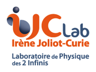 IJCLab
Irène Joliot-Curie
Laboratoire de Physique
des 2 Infinis